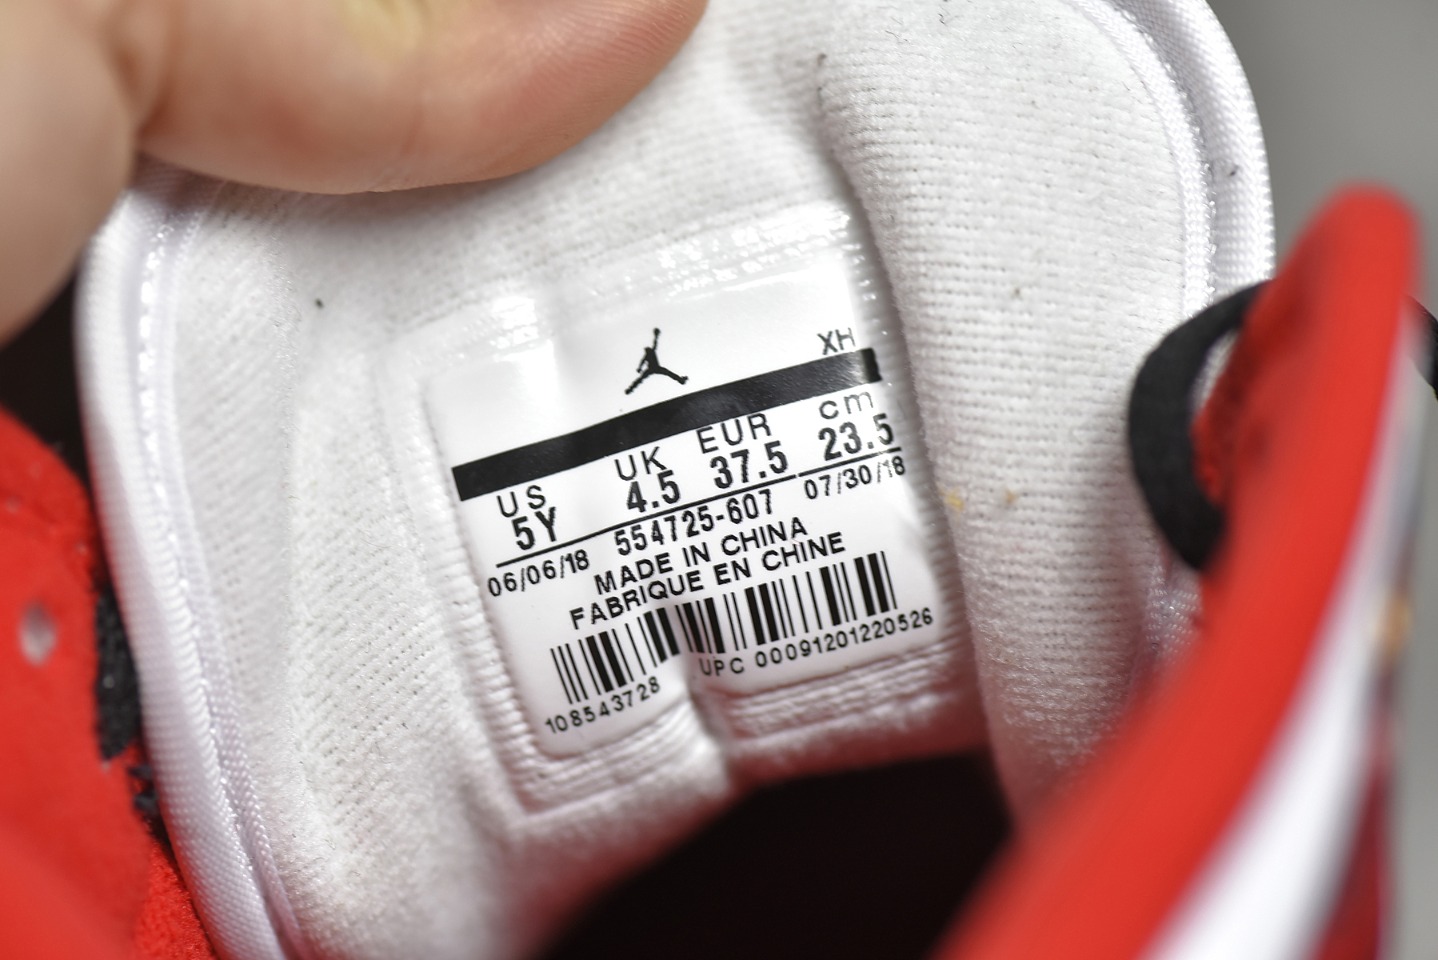 XH
US UK EUR cm
5Y 4.5 37.5 23.5
06/06/18 554725-607 07/30/18
MADE IN CHINA
FABRIQUE EN CHINE
108543728 UPC 00091201220526